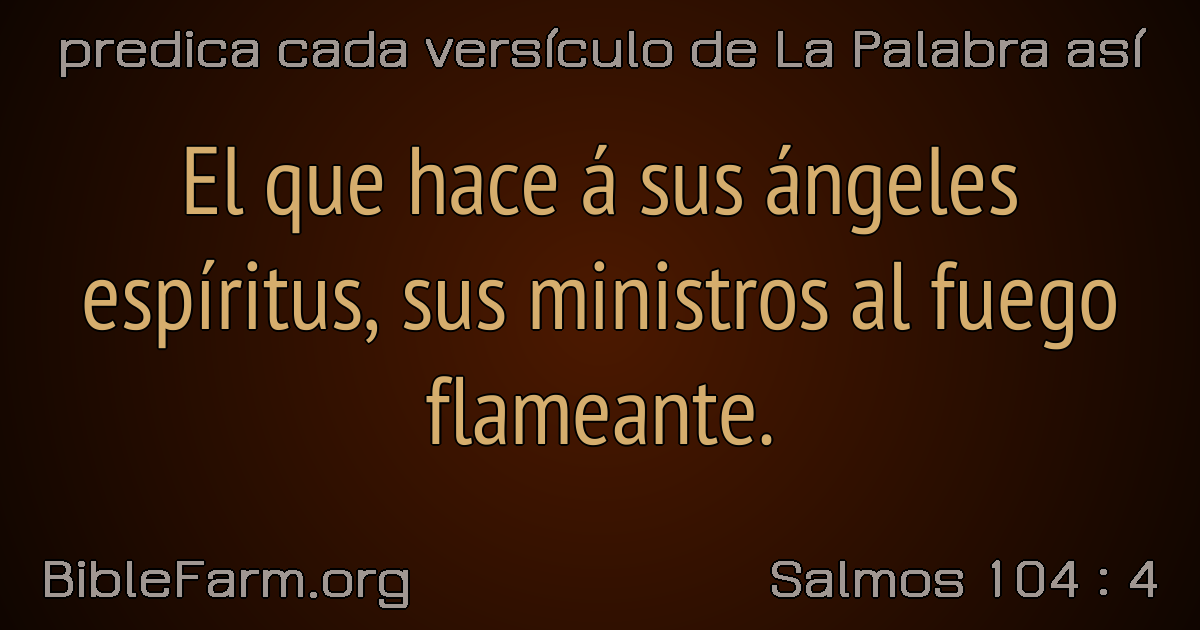 predica cada versículo de La Palabra así
El que hace á sus ángeles
espíritus, sus ministros al fuego
flameante.
BibleFarm.org
Salmos 104 : 4